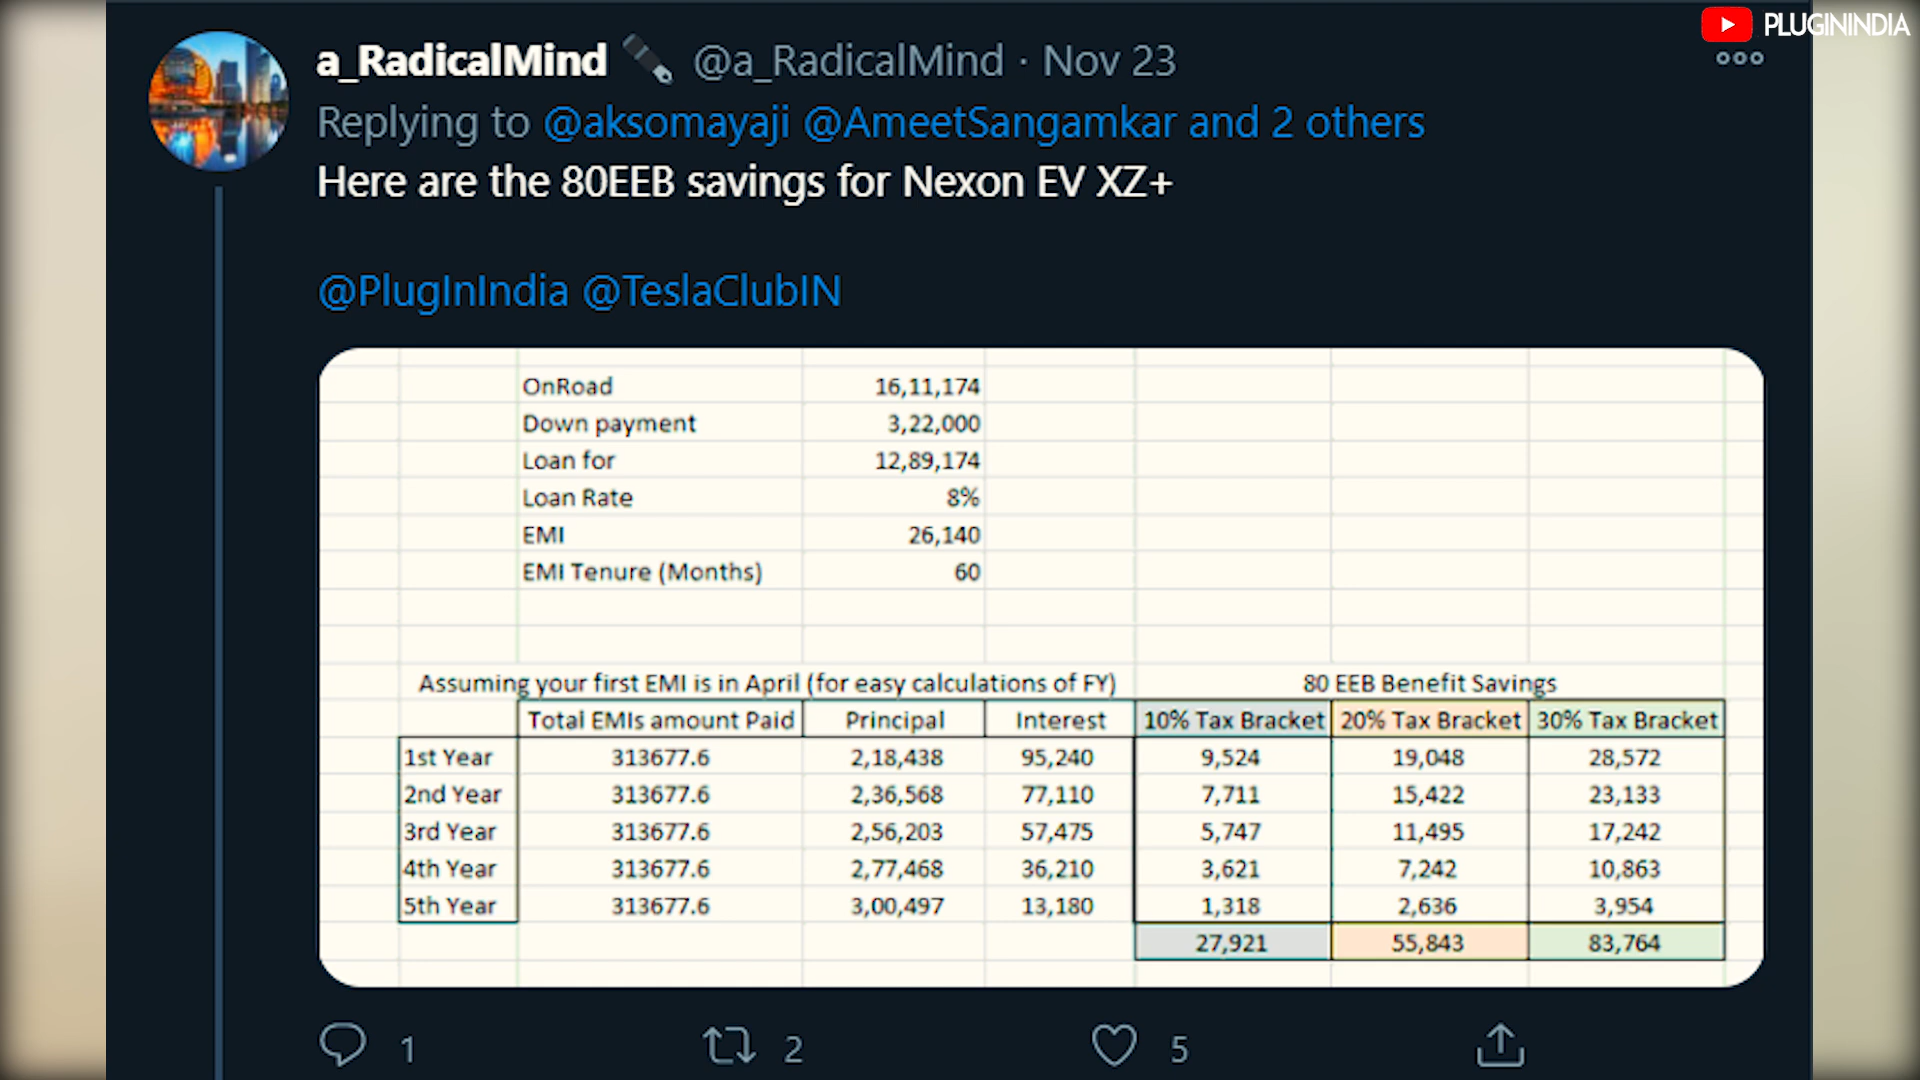 PLUGININDIA
a_RadicalMind @a_RadicalMind · Nov 23
Replying to @aksomayaji @AmeetSangamkar and 2 others
Here are the 80EEB savings for Nexon EV XZ+
@PlugInIndia @TeslaClubIN
OnRoad 16,11,174
Down payment 3,22,000
Loan for 12,89,174
Loan Rate 8%
EMI 26,140
EMI Tenure (Months) 60
Assuming your first EMI is in April (for easy calculations of FY) 80 EEB Benefit Savings
Total EMIs amount Paid Principal Interest 10% Tax Bracket 20% Tax Bracket 30% Tax Bracket
1st Year 313677.6 2,18,438 95,240 9,524 19,048 28,572
2nd Year 313677.6 2,36,568 77,110 7,711 15,422 23,133
3rd Year 313677.6 2,56,203 57,475 5,747 11,495 17,242
4th Year 313677.6 2,77,468 36,210 3,621 7,242 10,863
5th Year 313677.6 3,00,497 13,180 1,318 2,636 3,954
27,921 55,843 83,764
1 2 5